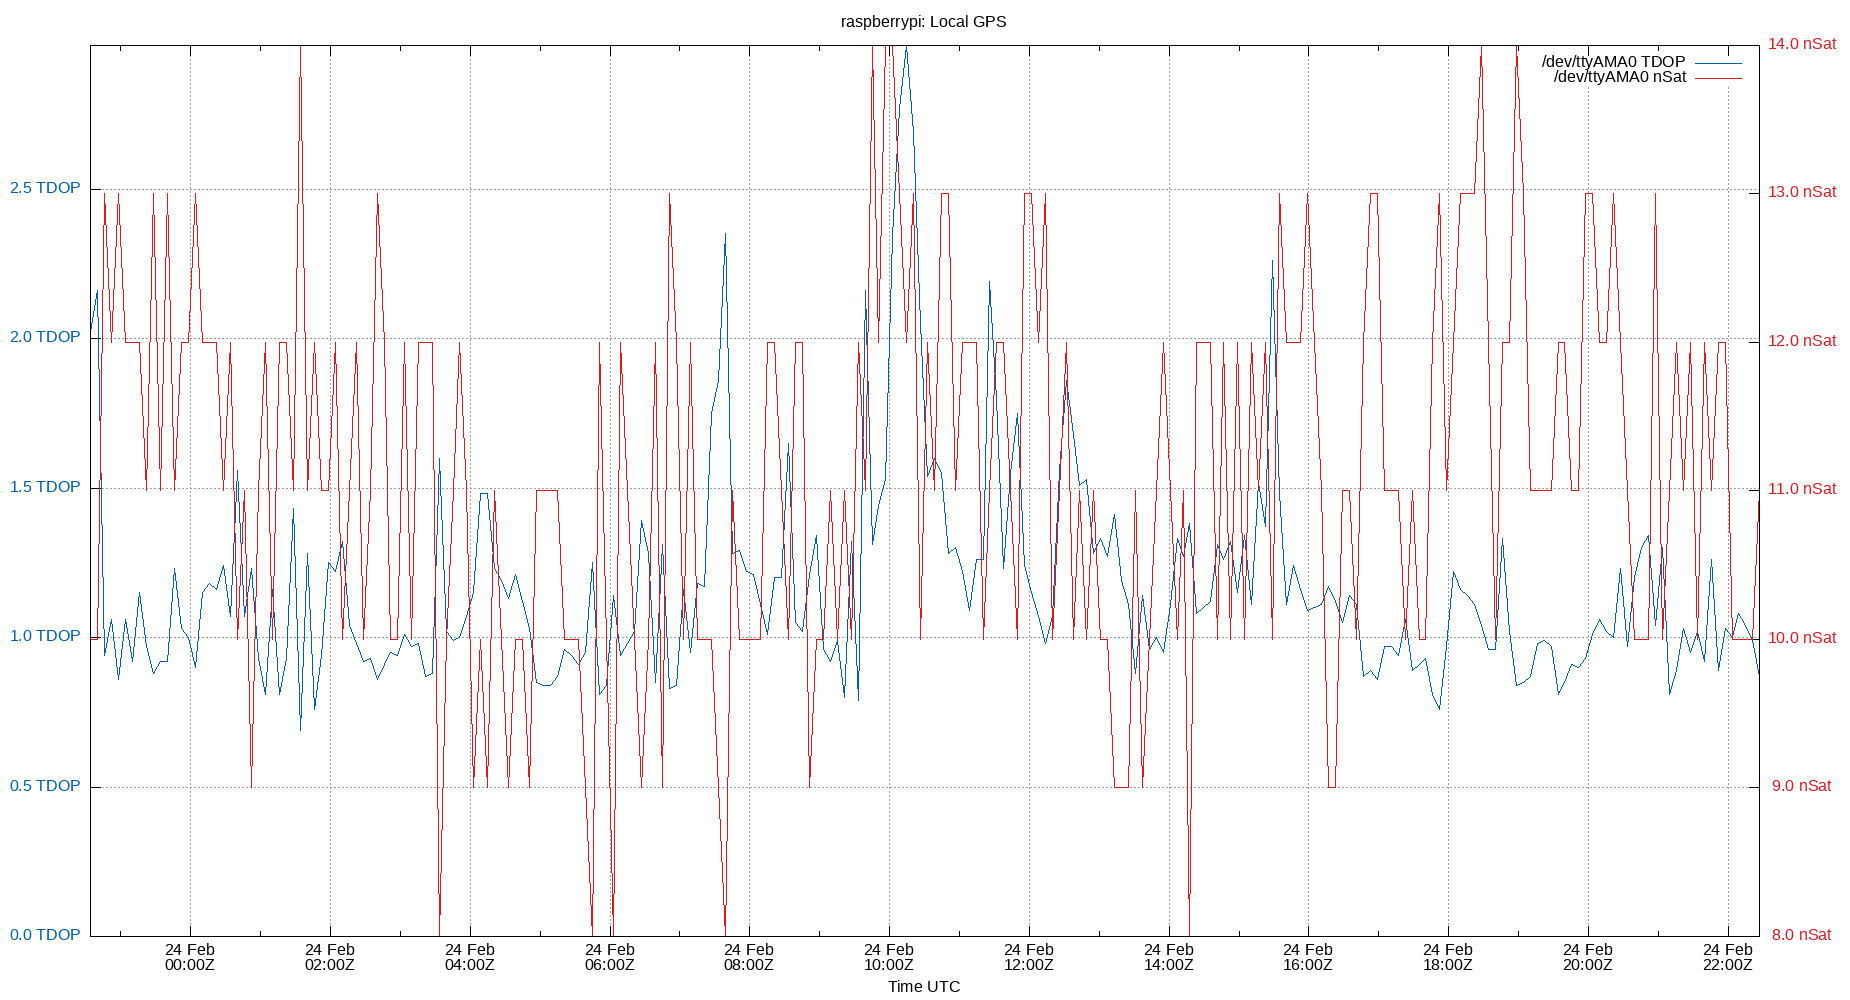 raspberrypi: Local GPS
14.0 nSat
/dev/ttyAMA0 TDOP
/dev/ttyAMA0 nSat
2.5 TDOP
13.0 nSat
2.0 TDOP
12.0 nSat
1.5 TDOP
11.0 nSat
1.0 TDOP
10.0 nSat
0.5 TDOP
9.0 nSat
0.0 TDOP
8.0 nSat
24 Feb 24 Feb 24 Feb 24 Feb 24 Feb 24 Feb 24 Feb 24 Feb 24 Feb 24 Feb 24 Feb 24 Feb
00:00Z 02:00Z 04:00Z 06:00Z 08:00Z 10:00Z 12:00Z 14:00Z 16:00Z 18:00Z 20:00Z 22:00Z
Time UTC